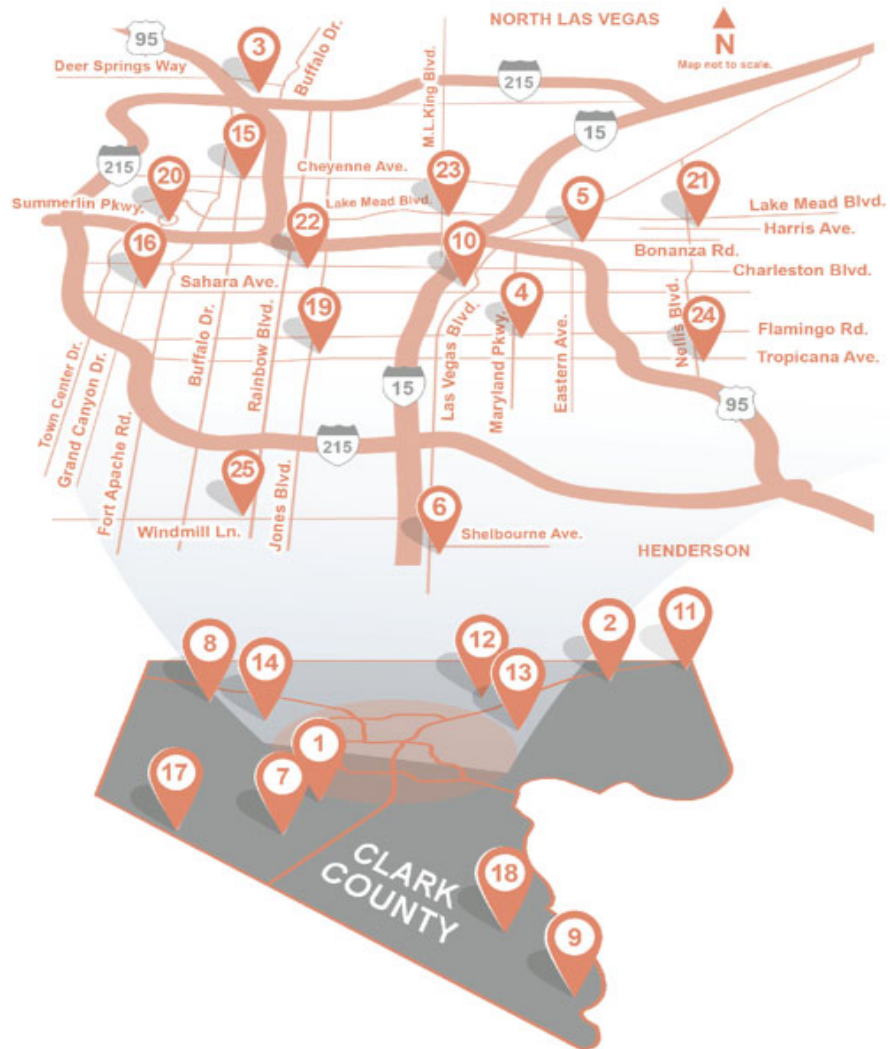 NORTH LAS VEGAS
N
Map not to scale.
95
3
Deer Springs Way
Buffalo Dr.
M.L.King Blvd.
215
15
15
Cheyenne Ave.
215
20
23
5
21
Summerlin Pkwy.
Lake Mead Blvd.
Lake Mead Blvd.
Harris Ave.
22
10
Bonanza Rd.
16
Charleston Blvd.
Sahara Ave.
19
4
24
Flamingo Rd.
Tropicana Ave.
Town Center Dr.
Grand Canyon Dr.
Fort Apache Rd.
Buffalo Dr.
Rainbow Blvd.
Jones Blvd.
15
Las Vegas Blvd.
Maryland Pkwy.
Eastern Ave.
Nellis Blvd.
95
215
25
6
Windmill Ln.
Shelbourne Ave.
HENDERSON
8
14
12
13
2
11
1
17
7
CLARK
COUNTY
18
9